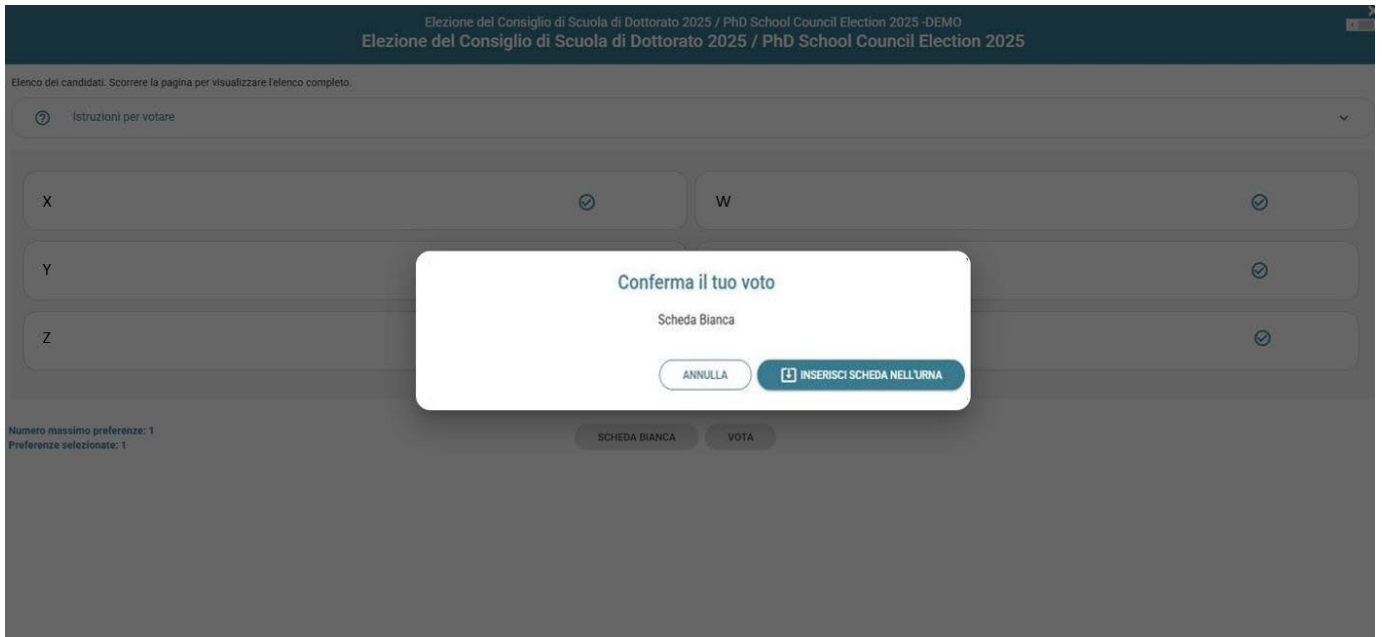 Elezione del Consiglio di Scuola di Dottorato 2025 / PhD School Council Election 2025 -DEMO
Elezione del Consiglio di Scuola di Dottorato 2025 / PhD School Council Election 2025
Elenco dei candidati. Scorrere la pagina per visualizzare l'elenco completo.
Istruzioni per votare
X
W
Y
Z
Conferma il tuo voto
Scheda Bianca
ANNULLA
INSERISCI SCHEDA NELL'URNA
Numero massimo preferenze: 1
Preferenze selezionate: 1
SCHEDA BIANCA
VOTA